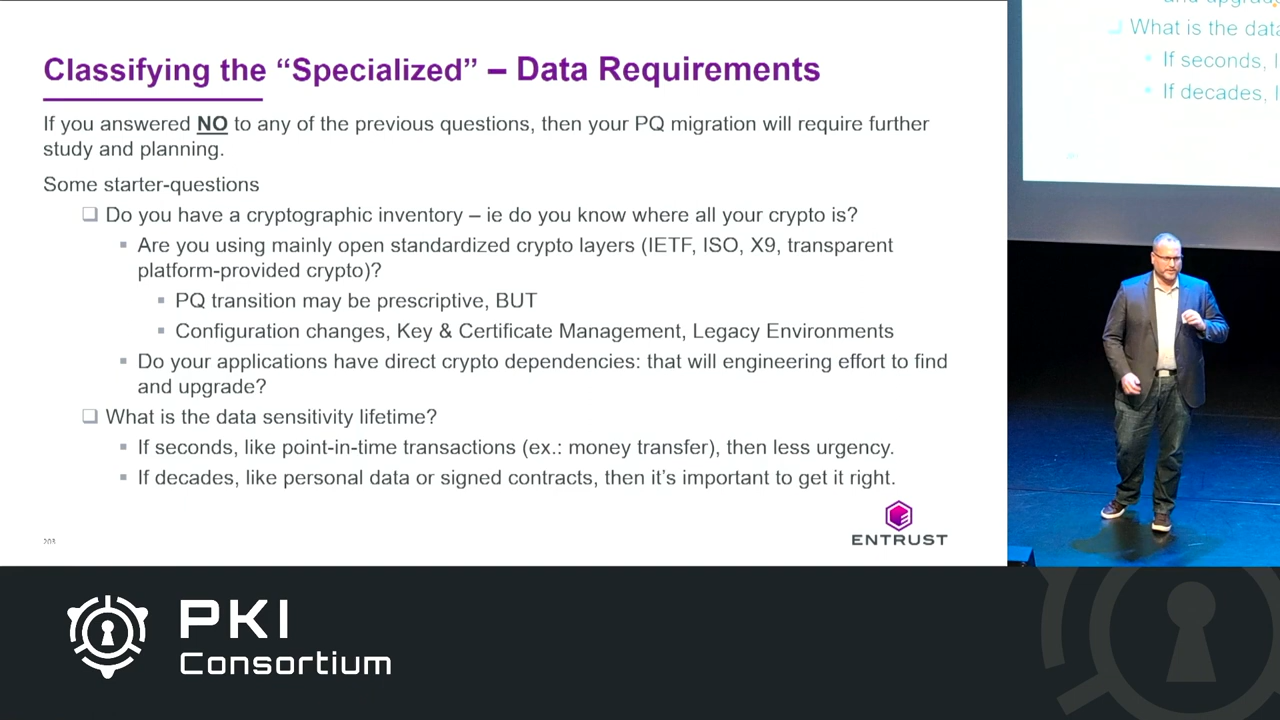 Classifying the “Specialized” – Data Requirements
If you answered NO to any of the previous questions, then your PQ migration will require further
study and planning.
Some starter-questions
❑ Do you have a cryptographic inventory – ie do you know where all your crypto is?
▪ Are you using mainly open standardized crypto layers (IETF, ISO, X9, transparent
platform-provided crypto)?
▪ PQ transition may be prescriptive, BUT
▪ Configuration changes, Key & Certificate Management, Legacy Environments
▪ Do your applications have direct crypto dependencies: that will engineering effort to find
and upgrade?
❑ What is the data sensitivity lifetime?
▪ If seconds, like point-in-time transactions (ex.: money transfer), then less urgency.
▪ If decades, like personal data or signed contracts, then it’s important to get it right.
203
ENTRUST
and upgrade
❑ What is the data
▪ If seconds, l
▪ If decades, l
PKI
Consortium